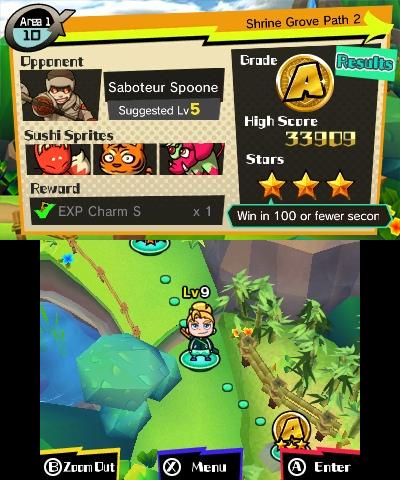 Area 1
10
Shrine Grove Path 2
Opponent
Saboteur Spoone
Suggested Lv5
Sushi Sprites
Reward
EXP Charm S x 1
Grade
A
Results
High Score
33909
Stars
Win in 100 or fewer secon
Lv9
A
B Zoom Out
X Menu
A Enter